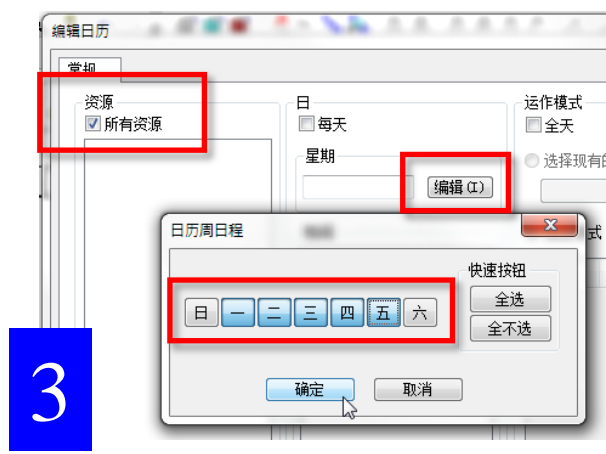 编辑日历
常规
资源
所有资源
日
每天
星期
编辑(I)
运作模式
全天
选择现有的
式
日历周日程
日 一 二 三 四 五 六
快速按钮
全选
全不选
确定
取消
3